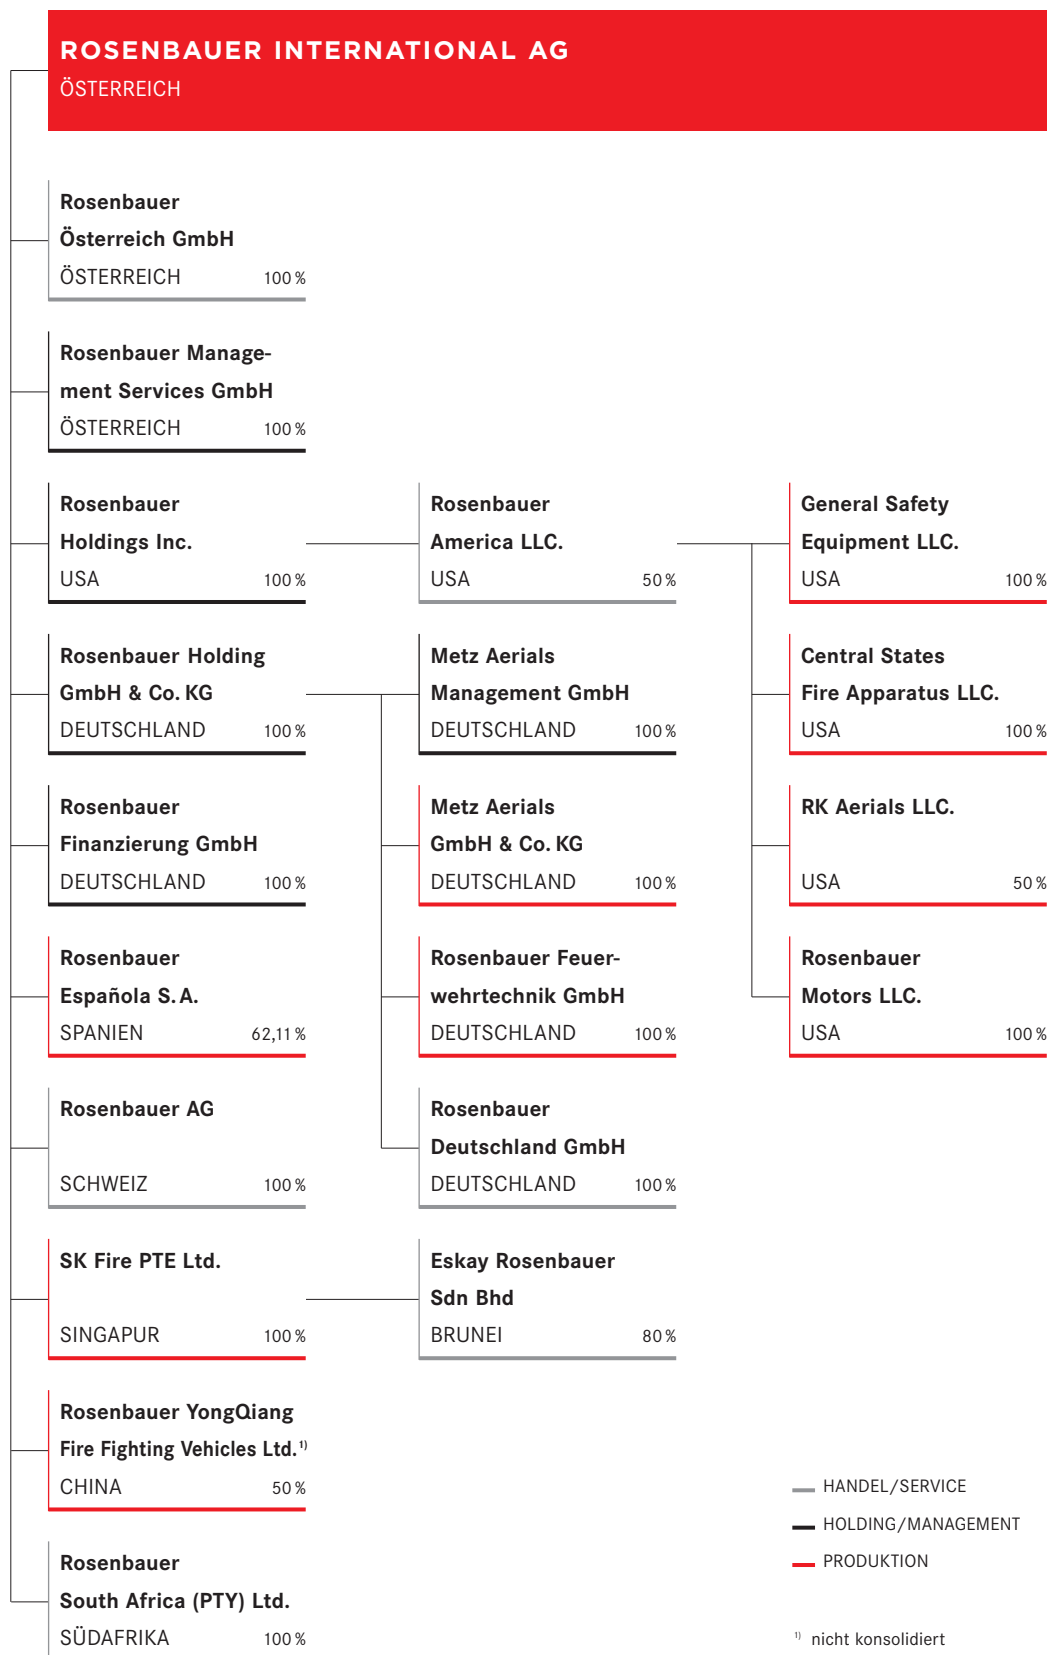 ROSENBAUER INTERNATIONAL AG
ÖSTERREICH
Rosenbauer
Österreich GmbH
ÖSTERREICH 100 %
Rosenbauer Manage-
ment Services GmbH
ÖSTERREICH 100 %
Rosenbauer
Holdings Inc.
USA 100 %
Rosenbauer
America LLC.
USA 50 %
General Safety
Equipment LLC.
USA 100 %
Rosenbauer Holding
GmbH & Co. KG
DEUTSCHLAND 100 %
Metz Aerials
Management GmbH
DEUTSCHLAND 100 %
Central States
Fire Apparatus LLC.
USA 100 %
Rosenbauer
Finanzierung GmbH
DEUTSCHLAND 100 %
Metz Aerials
GmbH & Co. KG
DEUTSCHLAND 100 %
RK Aerials LLC.
USA 50 %
Rosenbauer
Española S. A.
SPANIEN 62,11 %
Rosenbauer Feuer-
wehrtechnik GmbH
DEUTSCHLAND 100 %
Rosenbauer
Motors LLC.
USA 100 %
Rosenbauer AG
SCHWEIZ 100 %
Rosenbauer
Deutschland GmbH
DEUTSCHLAND 100 %
SK Fire PTE Ltd.
SINGAPUR 100 %
Eskay Rosenbauer
Sdn Bhd
BRUNEI 80 %
Rosenbauer YongQiang
Fire Fighting Vehicles Ltd.¹⁾
CHINA 50 %
Rosenbauer
South Africa (PTY) Ltd.
SÜDAFRIKA 100 %
HANDEL/SERVICE
HOLDING/MANAGEMENT
PRODUKTION
¹⁾ nicht konsolidiert